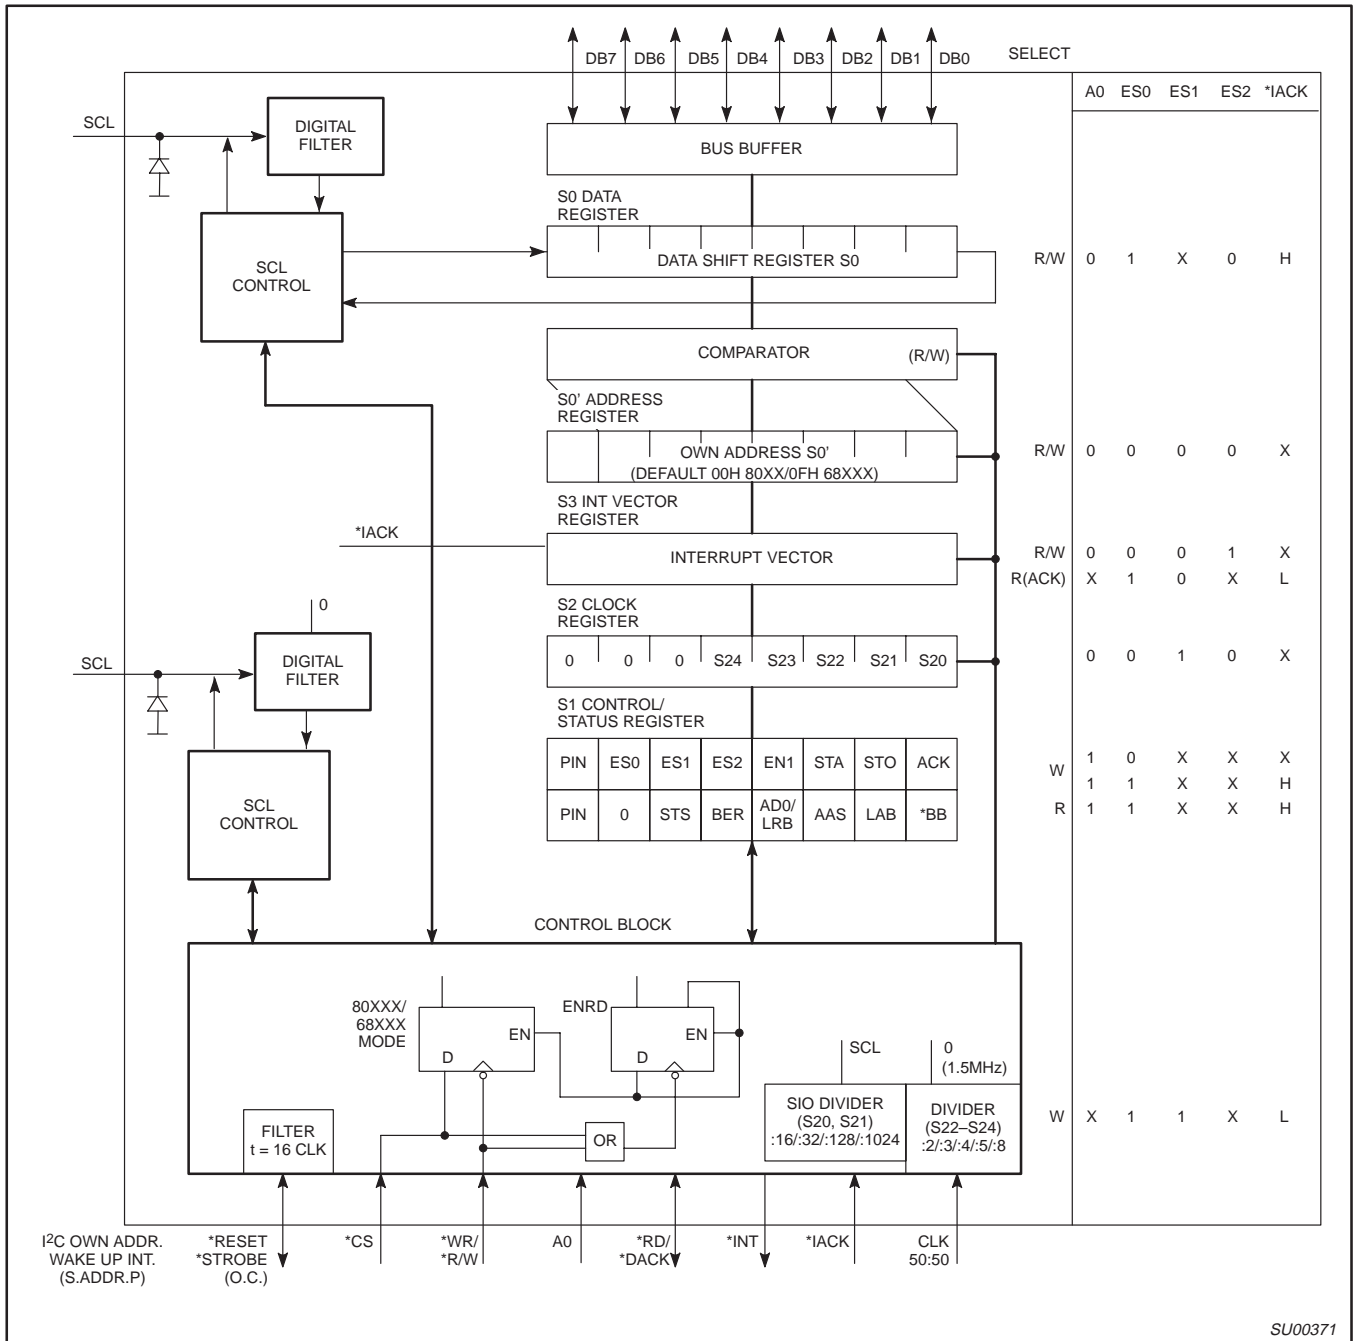 DB7 DB6 DB5 DB4 DB3 DB2 DB1 DB0
SELECT
A0 ES0 ES1 ES2 *IACK
SCL
DIGITAL
FILTER
BUS BUFFER
S0 DATA
REGISTER
SCL
CONTROL
DATA SHIFT REGISTER S0
R/W 0 1 X 0 H
COMPARATOR (R/W)
S0' ADDRESS
REGISTER
OWN ADDRESS S0'
(DEFAULT 00H 80XX/0FH 68XXX)
R/W 0 0 0 0 X
S3 INT VECTOR
REGISTER
*IACK
INTERRUPT VECTOR
R/W 0 0 0 1 X
R(ACK) X 1 0 X L
S2 CLOCK
REGISTER
0
SCL
DIGITAL
FILTER
0 0 0 S24 S23 S22 S21 S20
0 0 1 0 X
S1 CONTROL/
STATUS REGISTER
PIN ES0 ES1 ES2 EN1 STA STO ACK
W
1 0 X X X
1 1 X X H
SCL
CONTROL
PIN 0 STS BER AD0/ LRB AAS LAB *BB
R 1 1 X X H
CONTROL BLOCK
80XXX/
68XXX
MODE
EN
D
ENRD
EN
D
SCL
0
(1.5MHz)
FILTER
t = 16 CLK
OR
SIO DIVIDER
(S20, S21)
:16/:32/:128/:1024
DIVIDER
(S22–S24)
:2/:3/:4/:5/:8
W X 1 1 X L
I2C OWN ADDR.
WAKE UP INT.
(S.ADDR.P)
*RESET
*STROBE
(O.C.)
*CS
*WR/
*R/W
A0
*RD/
*DACK
*INT
*IACK
CLK
50:50
SU00371